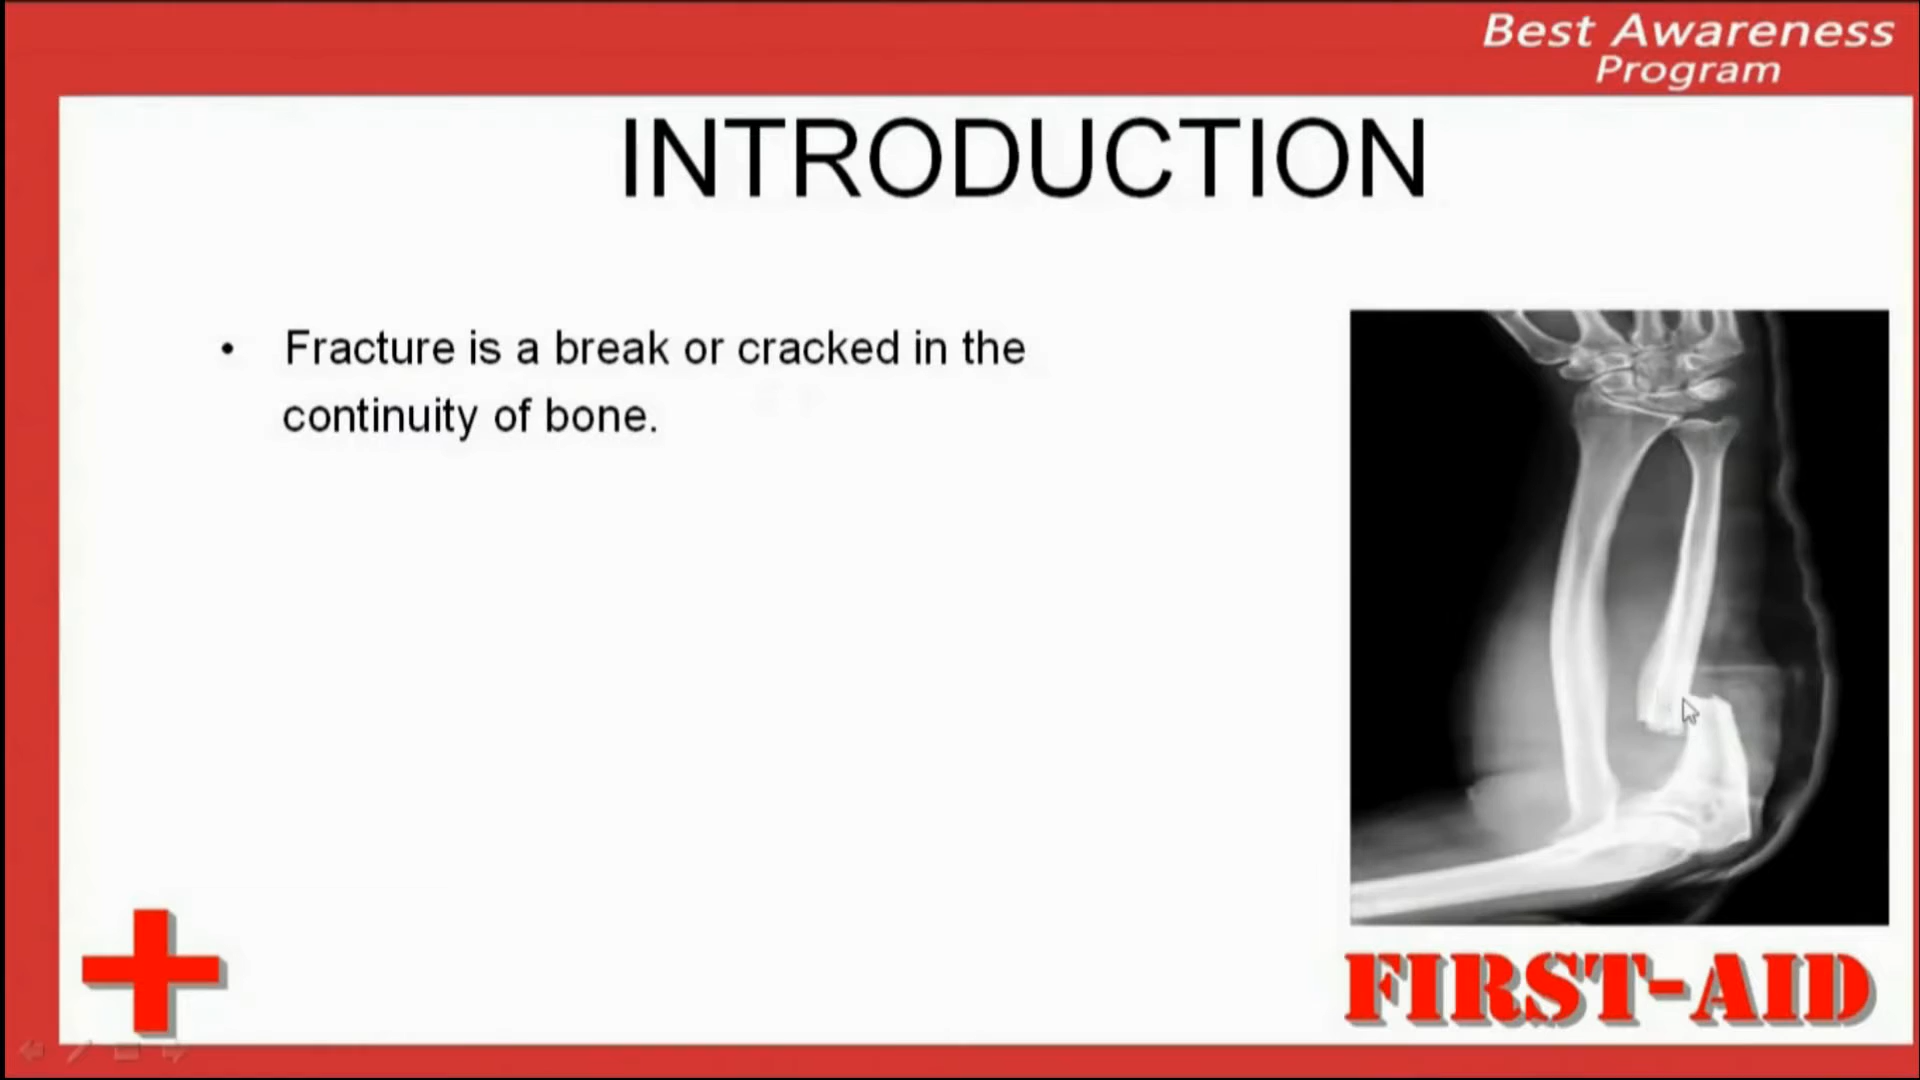 Best Awareness
Program
INTRODUCTION
• Fracture is a break or cracked in the
continuity of bone.
FIRST-AID